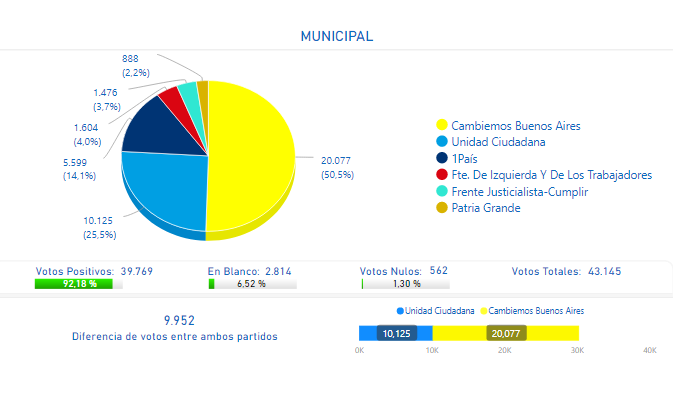 MUNICIPAL
888
(2,2%)
1.476
(3,7%)
1.604
(4,0%)
5.599
(14,1%)
10.125
(25,5%)
20.077
(50,5%)
Cambiemos Buenos Aires
Unidad Ciudadana
1País
Fte. De Izquierda Y De Los Trabajadores
Frente Justicialista-Cumplir
Patria Grande
Votos Positivos: 39.769
92,18 %
En Blanco: 2.814
6,52 %
Votos Nulos: 562
1,30 %
Votos Totales: 43.145
9.952
Diferencia de votos entre ambos partidos
Unidad Ciudadana Cambiemos Buenos Aires
10,125 20,077
0K 10K 20K 30K 40K